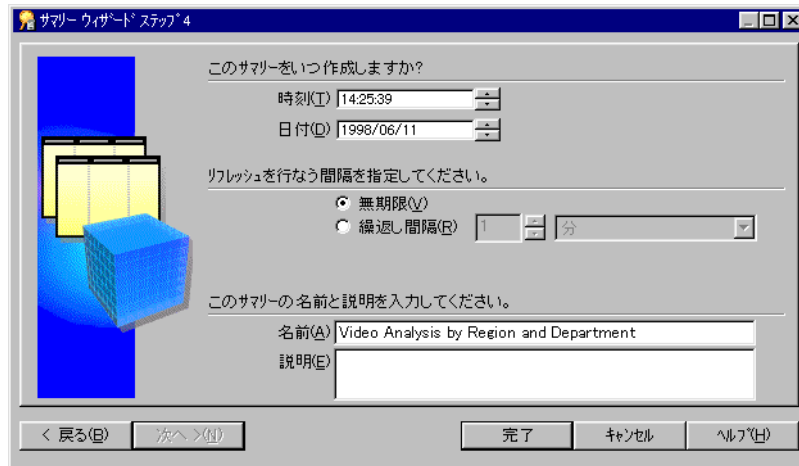 ｻﾏﾘｰ ｳｨｻﾞｰﾄﾞ ｽﾃｯﾌﾟ4
このｻﾏﾘｰをいつ作成しますか?
時刻(T) 14:25:39
日付(D) 1998/06/11
ﾘﾌﾚｯｼｭを行なう間隔を指定してください。
無期限(V)
繰返し間隔(R) 1 分
このｻﾏﾘｰの名前と説明を入力してください。
名前(A) Video Analysis by Region and Department
説明(E)
< 戻る(B) 次へ >(N) 完了 ｷｬﾝｾﾙ ﾍﾙﾌﾟ(H)